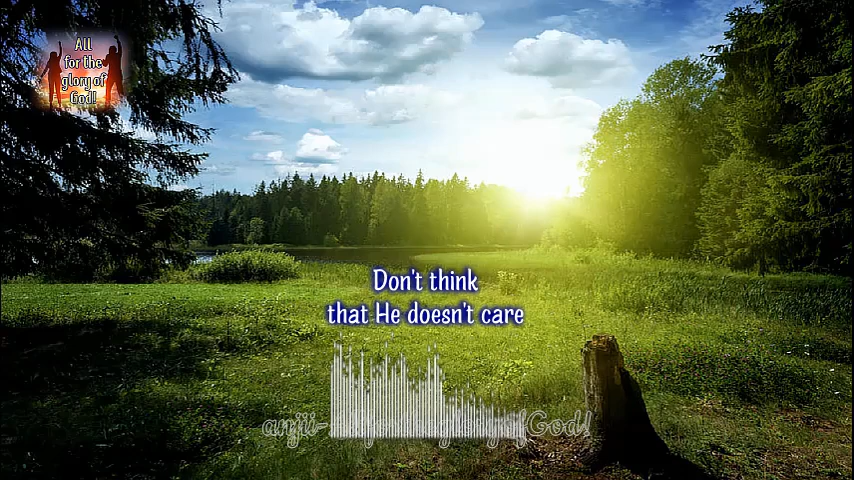 All
for the
glory of
God!
Don't think
that He doesn't care